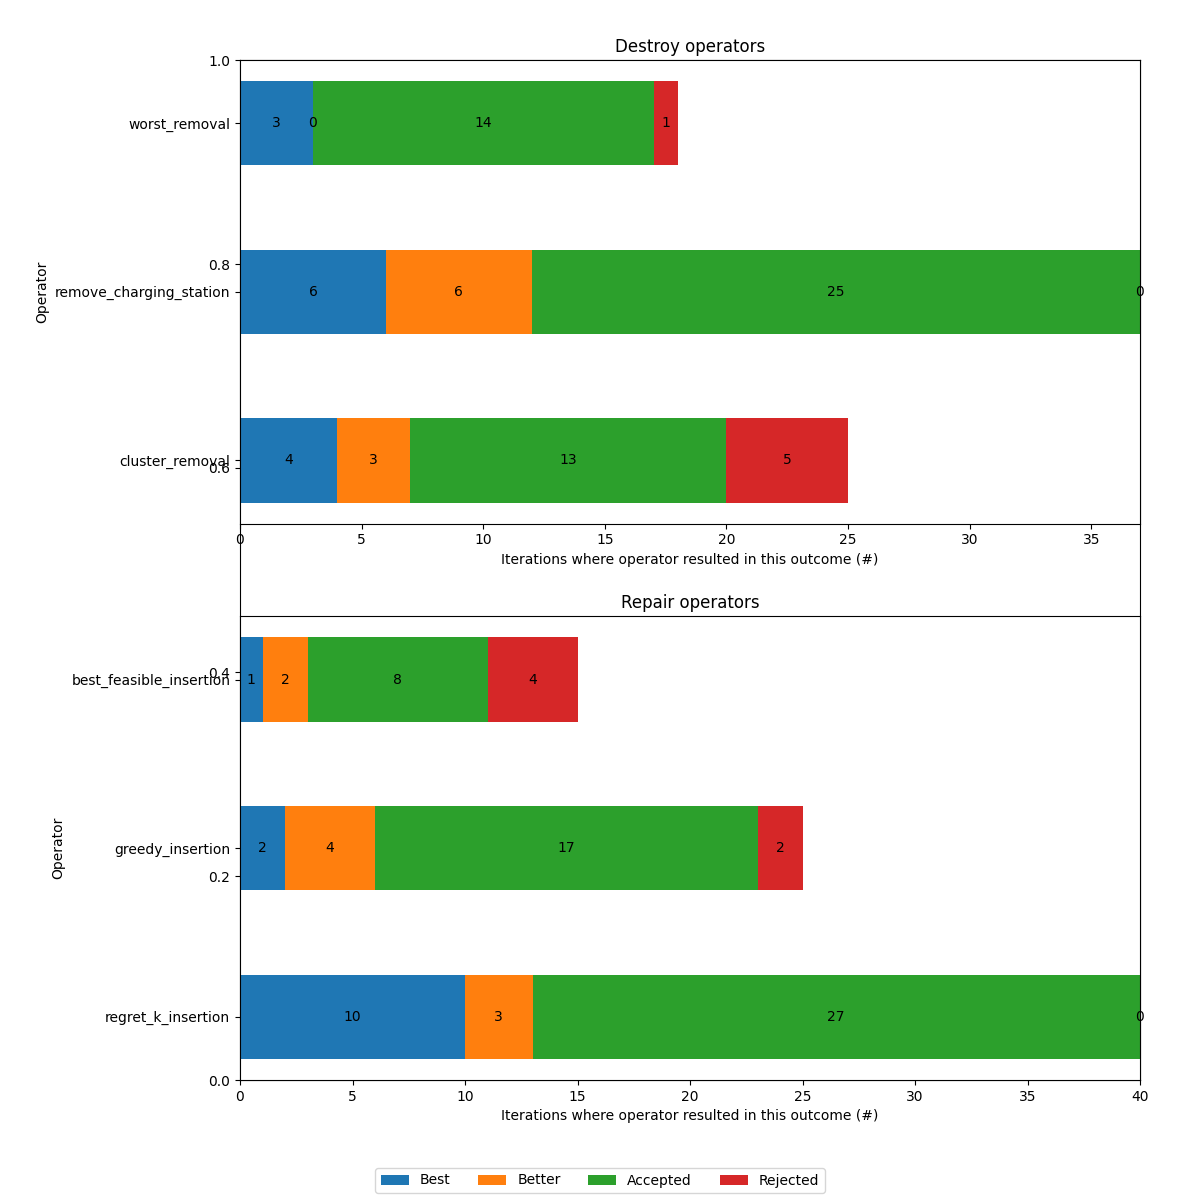 Destroy operators
1.0
worst_removal 3 0 14 1
0.8
Operator
remove_charging_station 6 6 25 0
cluster_removal 4 3 13 5
0.6
0 5 10 15 20 25 30 35
Iterations where operator resulted in this outcome (#)
Repair operators
0.4
best_feasible_insertion 1 2 8 4
Operator
greedy_insertion 2 4 17 2
0.2
regret_k_insertion 10 3 27 0
0.0
0 5 10 15 20 25 30 35 40
Iterations where operator resulted in this outcome (#)
Best Better Accepted Rejected